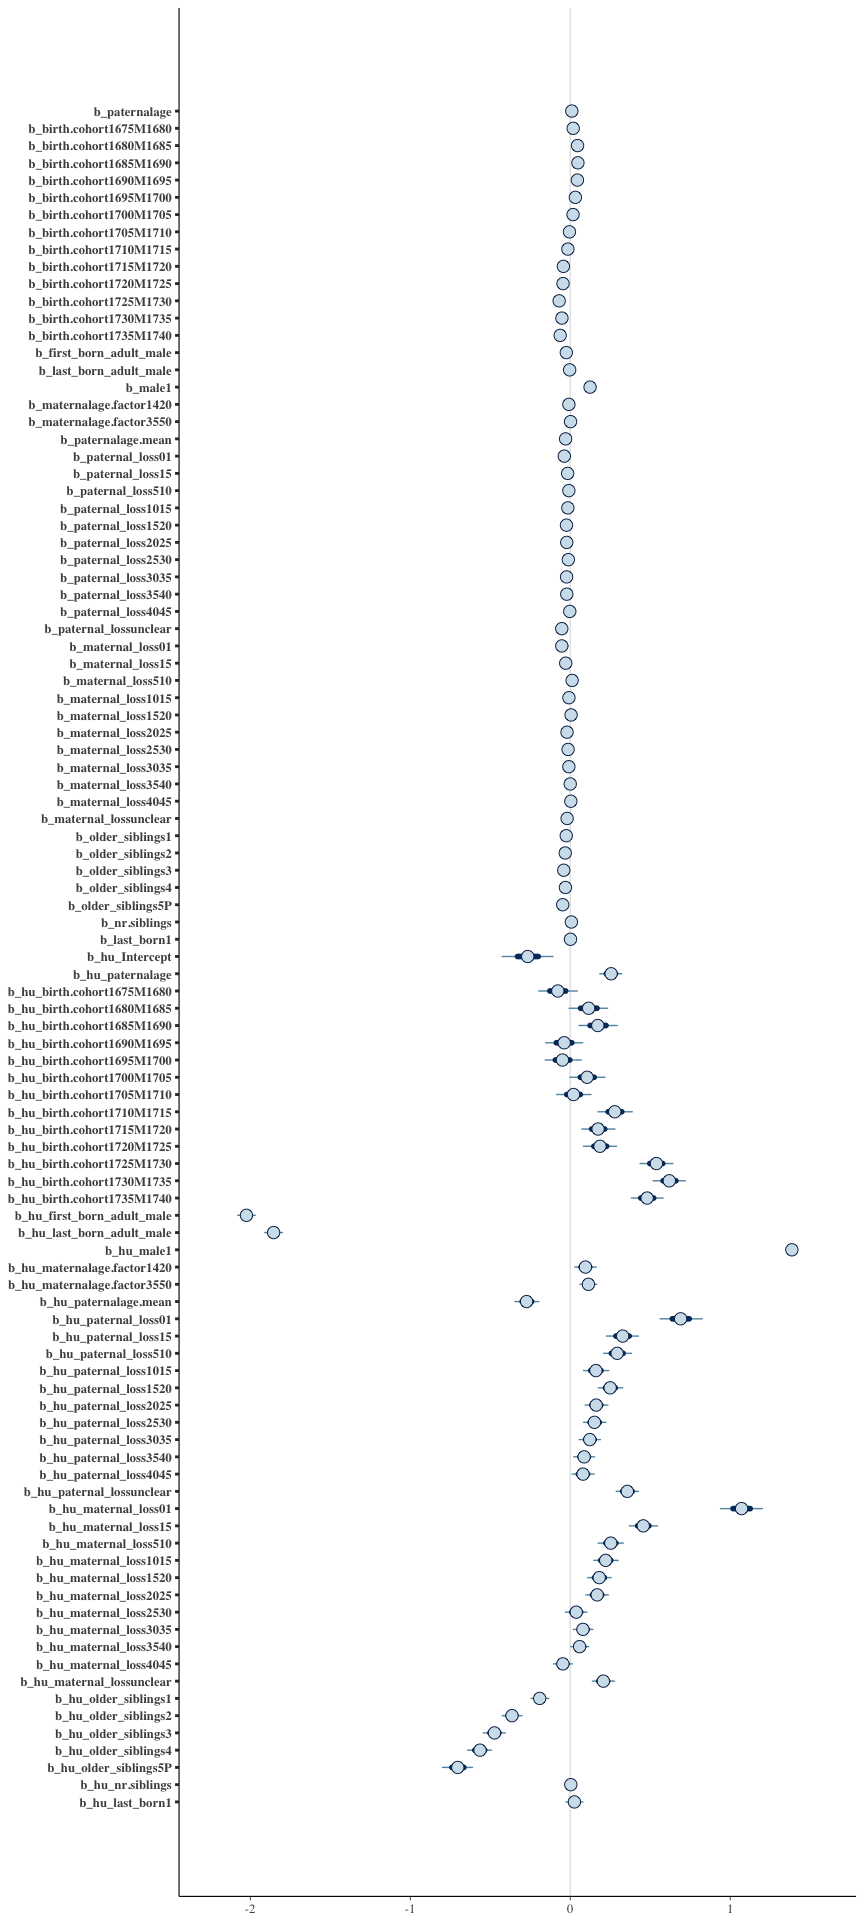 b_paternalage
b_birth.cohort1675M1680
b_birth.cohort1680M1685
b_birth.cohort1685M1690
b_birth.cohort1690M1695
b_birth.cohort1695M1700
b_birth.cohort1700M1705
b_birth.cohort1705M1710
b_birth.cohort1710M1715
b_birth.cohort1715M1720
b_birth.cohort1720M1725
b_birth.cohort1725M1730
b_birth.cohort1730M1735
b_birth.cohort1735M1740
b_first_born_adult_male
b_last_born_adult_male
b_male1
b_maternalage.factor1420
b_maternalage.factor3550
b_paternalage.mean
b_paternal_loss01
b_paternal_loss15
b_paternal_loss510
b_paternal_loss1015
b_paternal_loss1520
b_paternal_loss2025
b_paternal_loss2530
b_paternal_loss3035
b_paternal_loss3540
b_paternal_loss4045
b_paternal_lossunclear
b_maternal_loss01
b_maternal_loss15
b_maternal_loss510
b_maternal_loss1015
b_maternal_loss1520
b_maternal_loss2025
b_maternal_loss2530
b_maternal_loss3035
b_maternal_loss3540
b_maternal_loss4045
b_maternal_lossunclear
b_older_siblings1
b_older_siblings2
b_older_siblings3
b_older_siblings4
b_older_siblings5P
b_nr.siblings
b_last_born1
b_hu_Intercept
b_hu_paternalage
b_hu_birth.cohort1675M1680
b_hu_birth.cohort1680M1685
b_hu_birth.cohort1685M1690
b_hu_birth.cohort1690M1695
b_hu_birth.cohort1695M1700
b_hu_birth.cohort1700M1705
b_hu_birth.cohort1705M1710
b_hu_birth.cohort1710M1715
b_hu_birth.cohort1715M1720
b_hu_birth.cohort1720M1725
b_hu_birth.cohort1725M1730
b_hu_birth.cohort1730M1735
b_hu_birth.cohort1735M1740
b_hu_first_born_adult_male
b_hu_last_born_adult_male
b_hu_male1
b_hu_maternalage.factor1420
b_hu_maternalage.factor3550
b_hu_paternalage.mean
b_hu_paternal_loss01
b_hu_paternal_loss15
b_hu_paternal_loss510
b_hu_paternal_loss1015
b_hu_paternal_loss1520
b_hu_paternal_loss2025
b_hu_paternal_loss2530
b_hu_paternal_loss3035
b_hu_paternal_loss3540
b_hu_paternal_loss4045
b_hu_paternal_lossunclear
b_hu_maternal_loss01
b_hu_maternal_loss15
b_hu_maternal_loss510
b_hu_maternal_loss1015
b_hu_maternal_loss1520
b_hu_maternal_loss2025
b_hu_maternal_loss2530
b_hu_maternal_loss3035
b_hu_maternal_loss3540
b_hu_maternal_loss4045
b_hu_maternal_lossunclear
b_hu_older_siblings1
b_hu_older_siblings2
b_hu_older_siblings3
b_hu_older_siblings4
b_hu_older_siblings5P
b_hu_nr.siblings
b_hu_last_born1
-2 -1 0 1